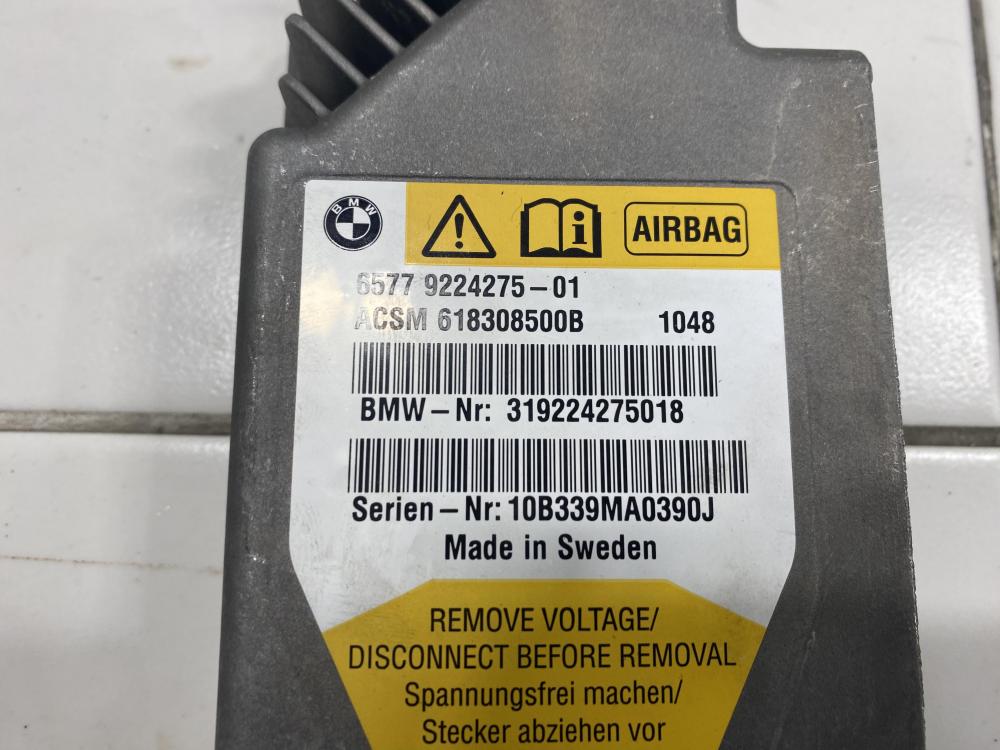 BMW
AIRBAG
6577 9224275-01
ACSM 618308500B 1048
BMW-Nr: 319224275018
Serien-Nr: 10B339MA0390J
Made in Sweden
REMOVE VOLTAGE/
DISCONNECT BEFORE REMOVAL
Spannungsfrei machen/
Stecker abziehen vor